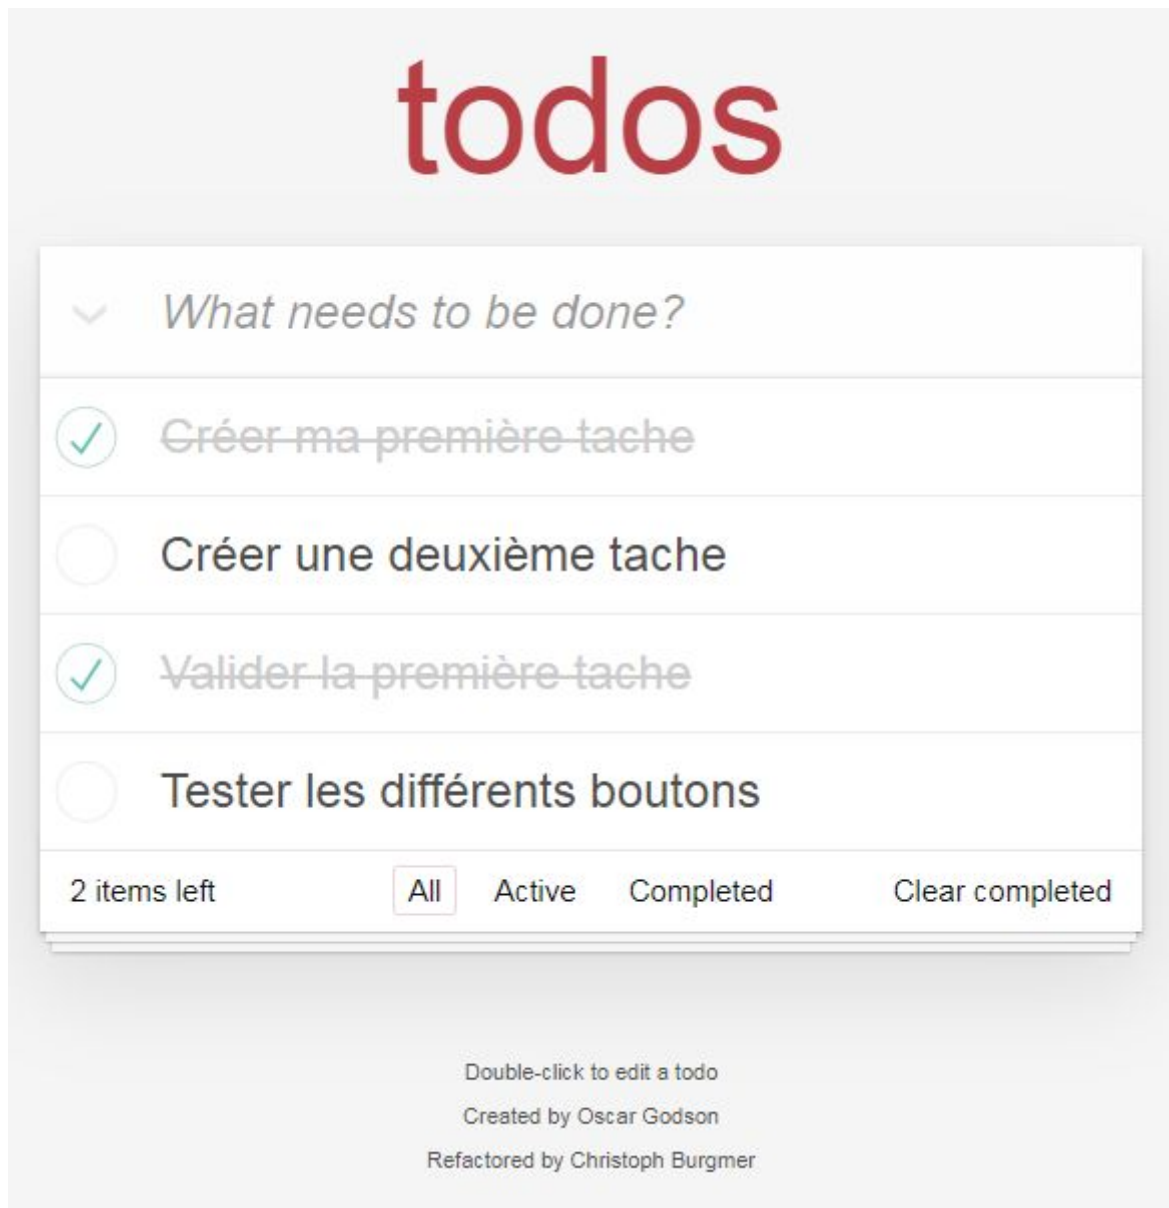 todos
What needs to be done?
Créer ma première tache
Créer une deuxième tache
Valider la première tache
Tester les différents boutons
2 items left All Active Completed Clear completed
Double-click to edit a todo
Created by Oscar Godson
Refactored by Christoph Burgmer